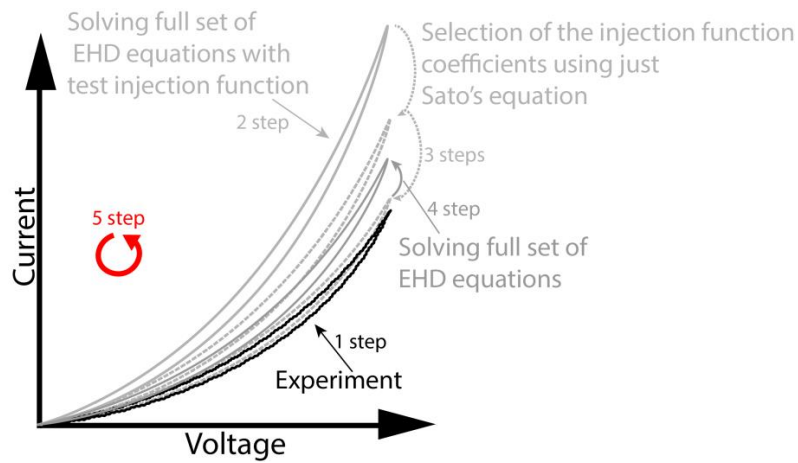 Solving full set of
EHD equations with
test injection function
2 step
Selection of the injection function
coefficients using just
Sato's equation
3 steps
4 step
Solving full set of
EHD equations
5 step
1 step
Experiment
Current
Voltage